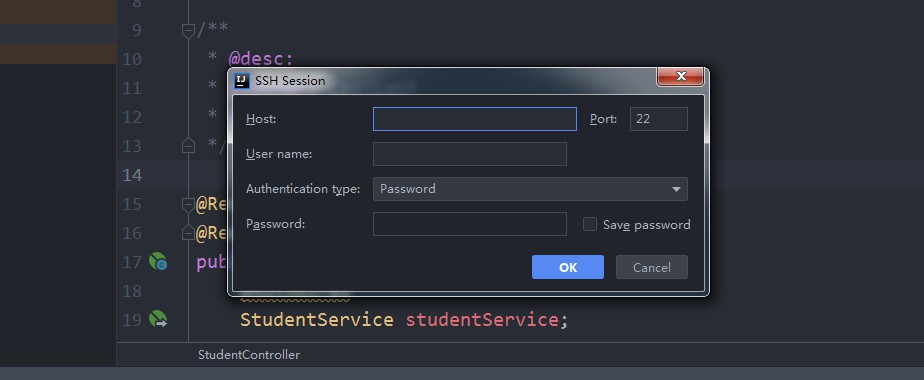 8
9 /**
10 * @desc:
SSH Session
11 *
Host: Port: 22
12 *
User name:
13 */
14
Authentication type: Password
15 @Re
Password: Save password
16 @Re
17 pub
OK Cancel
18
19 StudentService studentService;
StudentController